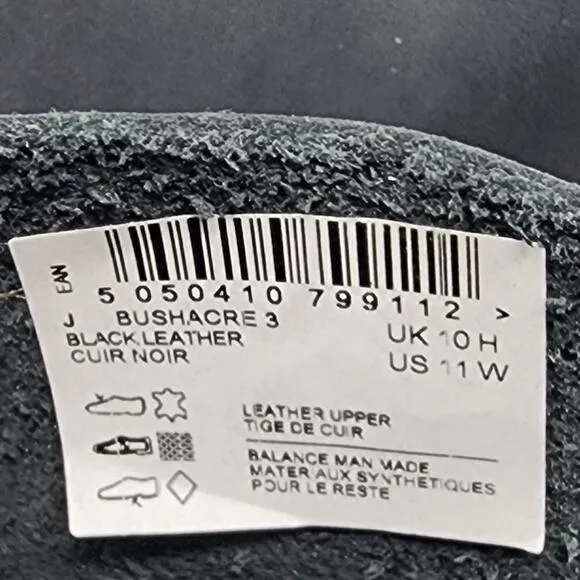 EAN
5 050410 799112 >
J BUSHACRE 3
BLACK LEATHER
CUIR NOIR
UK 10 H
US 11 W
LEATHER UPPER
TIGE DE CUIR
BALANCE MAN MADE
MATERAUX SYNTHETIQUES
POUR LE RESTE